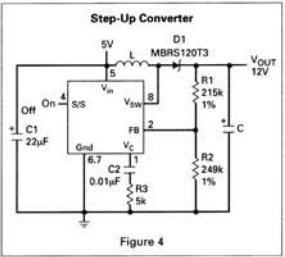 Step-Up Converter
5V
L
D1
MBRS120T3
VOUT
12V
5
Vin
Off On
4
S/S
VSW
8
R1
215k
1%
FB
2
C1
22µF
+
+
C
Gnd
VC
6,7
1
C2
0.01µF
R2
249k
1%
R3
5k
Figure 4